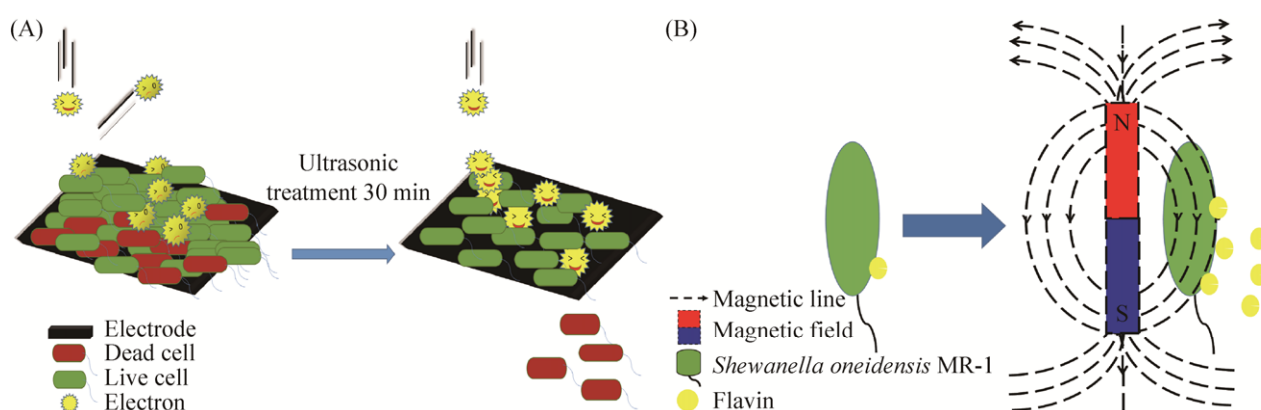 (A)
Ultrasonic
treatment 30 min
Electrode
Dead cell
Live cell
Electron
(B)
N
S
Magnetic line
Magnetic field
Shewanella oneidensis MR-1
Flavin